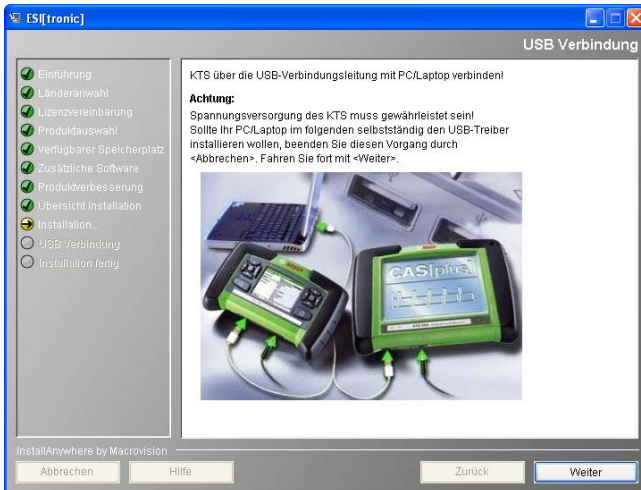 ESI[tronic]
USB Verbindung
Einführung
Länderanwahl
Lizenzvereinbarung
Produktauswahl
Verfügbarer Speicherplatz
Zusätzliche Software
Produktverbesserung
Übersicht Installation
Installation...
USB Verbindung
Installation fertig
KTS über die USB-Verbindungsleitung mit PC/Laptop verbinden!
Achtung:
Spannungsversorgung des KTS muss gewährleistet sein!
Sollte Ihr PC/Laptop im folgenden selbstständig den USB-Treiber
installieren wollen, beenden Sie diesen Vorgang durch
<Abbrechen>. Fahren Sie fort mit <Weiter>.
CAS[plus]
InstallAnywhere by Macrovision
Abbrechen
Hilfe
Zurück
Weiter